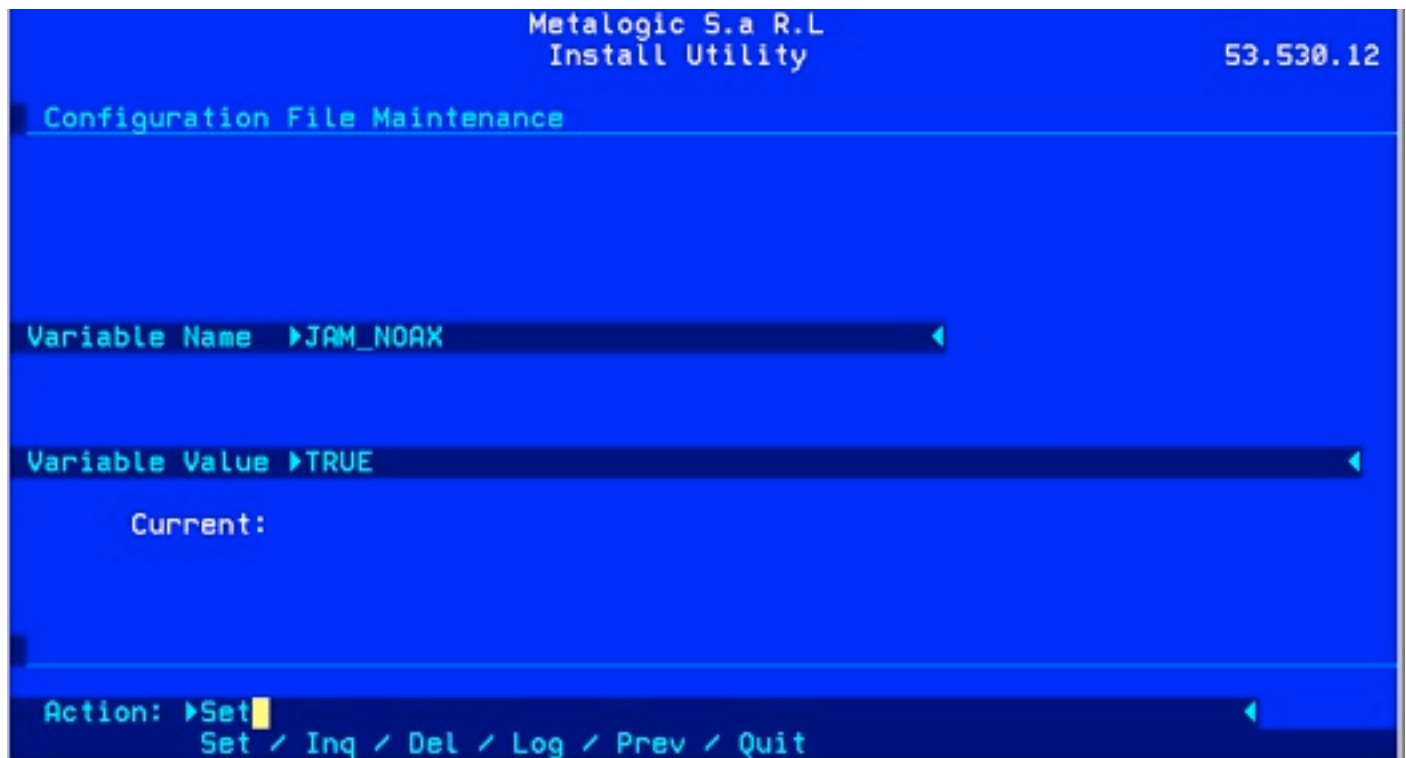 Metalogic S.a R.L
Install Utility 53.530.12
Configuration File Maintenance
Variable Name ▶JAM_NOAX ◀
Variable Value ▶TRUE ◀
Current:
Action: ▶Set ◀
Set / Inq / Del / Log / Prev / Quit